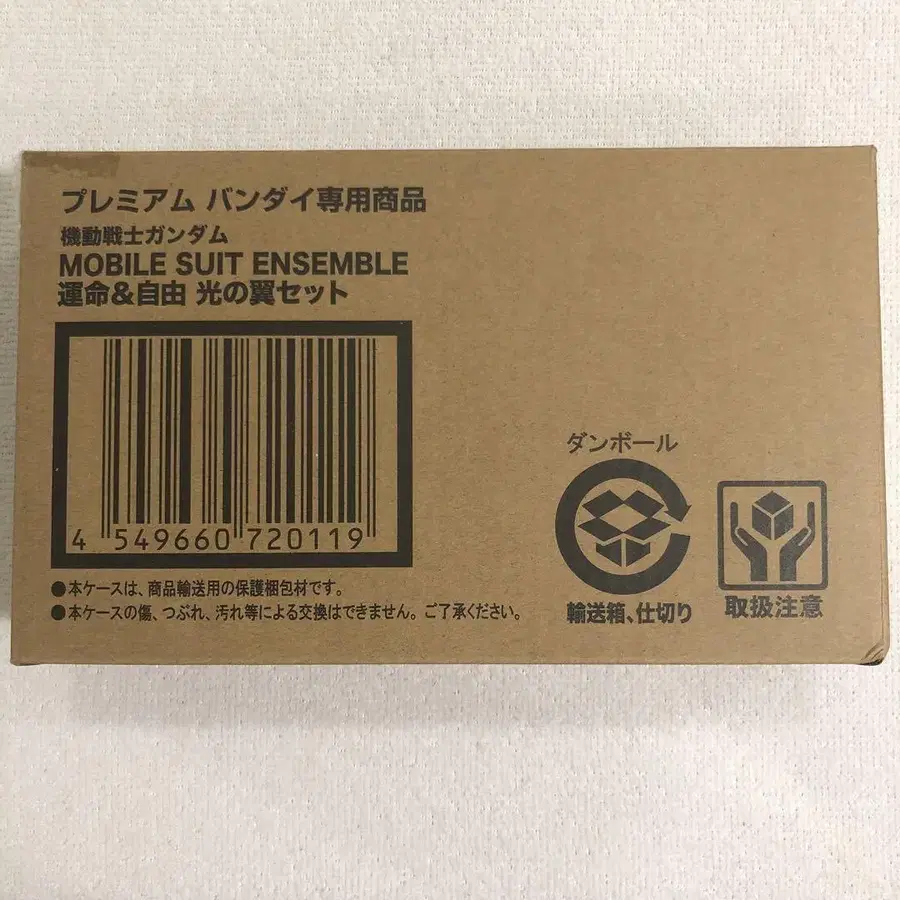 プレミアム バンダイ専用商品
機動戦士ガンダム
MOBILE SUIT ENSEMBLE
運命&自由 光の翼セット
4 549660 720119
●本ケースは、商品輸送用の保護梱包材です。
●本ケースの傷、つぶれ、汚れ等による交換はできません。ご了承ください。
ダンボール
輸送箱、仕切り
取扱注意